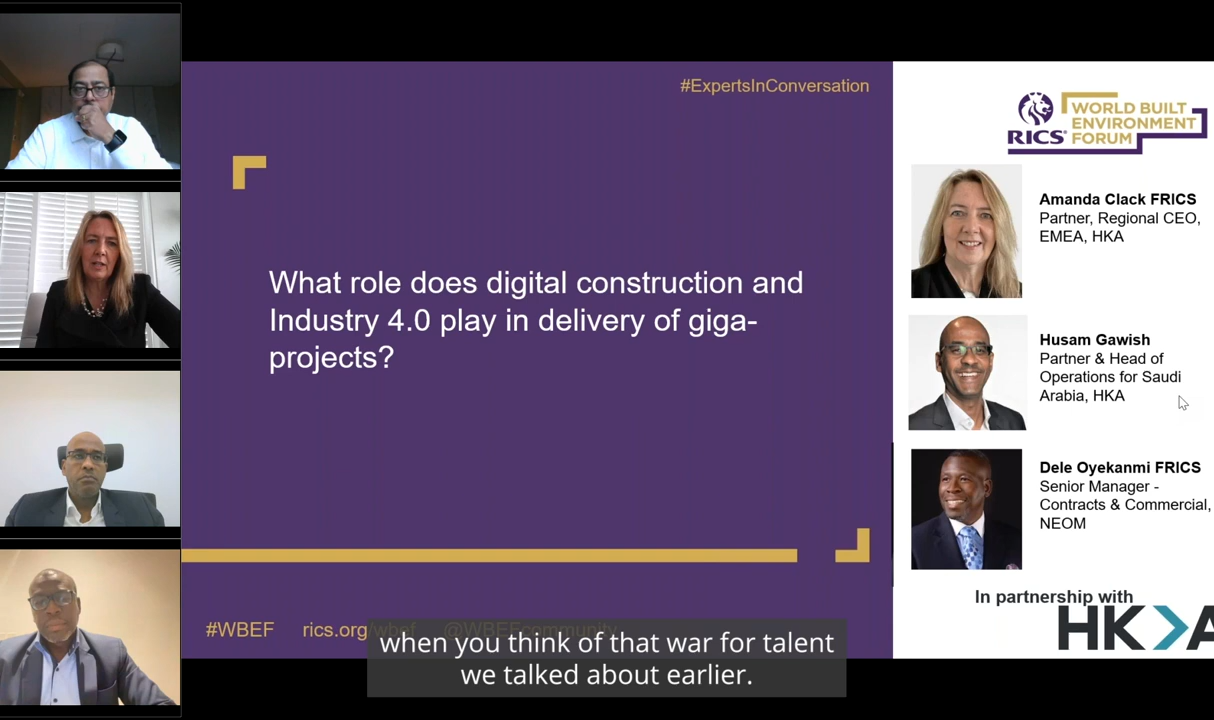 #ExpertsInConversation
What role does digital construction and
Industry 4.0 play in delivery of giga-
projects?
#WBEF rics.org/wbef @WBEFcommunity
when you think of that war for talent
we talked about earlier.
RICS
WORLD BUILT
ENVIRONMENT
FORUM
Amanda Clack FRICS
Partner, Regional CEO,
EMEA, HKA
Husam Gawish
Partner & Head of
Operations for Saudi
Arabia, HKA
Dele Oyekanmi FRICS
Senior Manager -
Contracts & Commercial,
NEOM
In partnership with
HKA